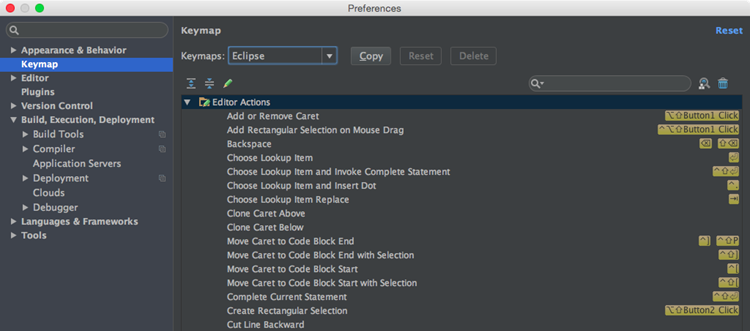 Preferences
Keymap
Reset
Keymaps: Eclipse Copy Reset Delete
Appearance & Behavior
Keymap
Editor
Plugins
Version Control
Build, Execution, Deployment
Build Tools
Compiler
Application Servers
Deployment
Clouds
Debugger
Languages & Frameworks
Tools
Editor Actions
Add or Remove Caret ⌥⇧Button1 Click
Add Rectangular Selection on Mouse Drag ^⌥⇧Button1 Click
Backspace ⌫ ⇧⌫
Choose Lookup Item ⏎
Choose Lookup Item and Invoke Complete Statement ^⇧⏎
Choose Lookup Item and Insert Dot ^.
Choose Lookup Item Replace ⇥
Clone Caret Above
Clone Caret Below
Move Caret to Code Block End ^] ^⇧P
Move Caret to Code Block End with Selection ^⇧]
Move Caret to Code Block Start ^[
Move Caret to Code Block Start with Selection ^⇧[
Complete Current Statement ^⇧⏎
Create Rectangular Selection ⌥⇧Button2 Click
Cut Line Backward